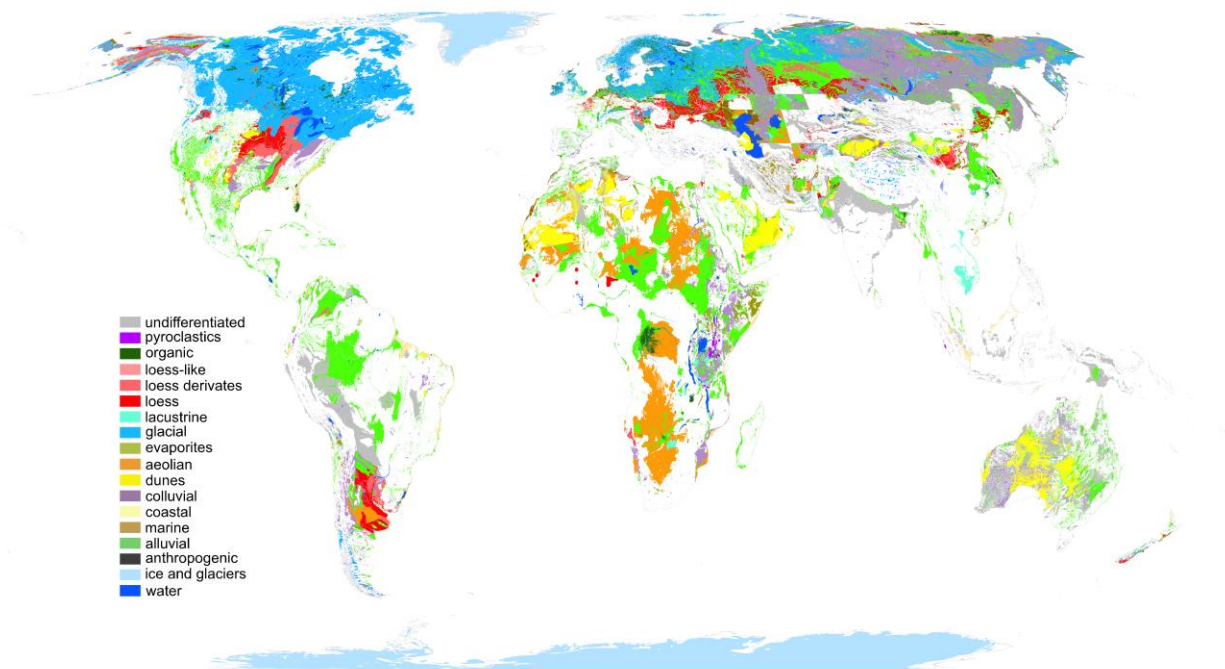 undifferentiated
pyroclastics
organic
loess-like
loess derivates
loess
lacustrine
glacial
evaporites
aeolian
dunes
colluvial
coastal
marine
alluvial
anthropogenic
ice and glaciers
water